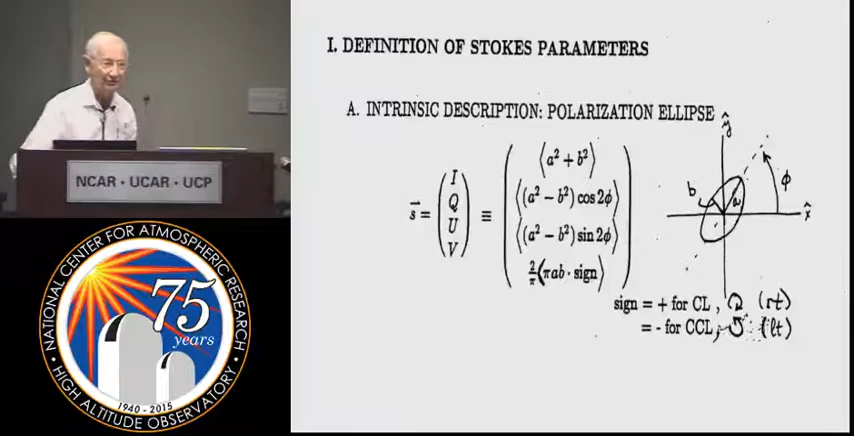 NCAR · UCAR · UCP
NATIONAL CENTER FOR ATMOSPHERIC RESEARCH
75
years
1940 - 2015
HIGH ALTITUDE OBSERVATORY
I. DEFINITION OF STOKES PARAMETERS
A. INTRINSIC DESCRIPTION: POLARIZATION ELLIPSE
s⃗ = (I Q U V) ≡
⟨a² + b²⟩
⟨(a² − b²) cos 2ϕ⟩
⟨(a² − b²) sin 2ϕ⟩
2/π ⟨πab · sign⟩
ŷ
b
a
ϕ
x̂
sign = + for CL, ↻ (rt)
= - for CCL, ↺ (lt)